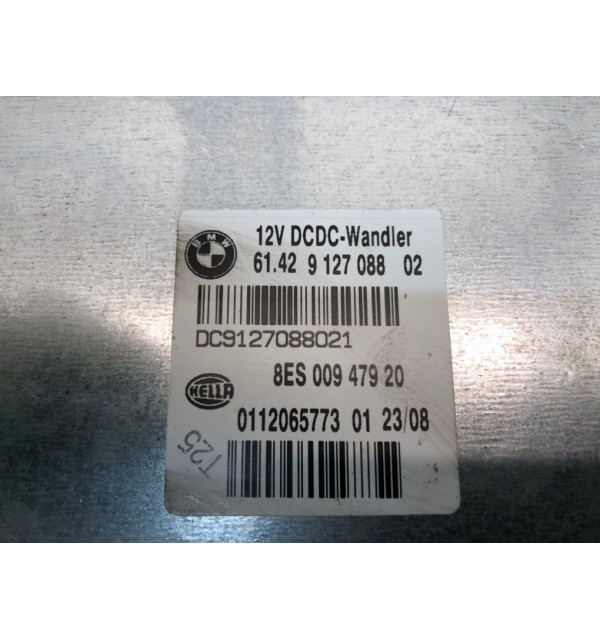 BMW
12V DCDC-Wandler
61.42 9 127 088 02
DC9127088021
8ES 009 479 20
HELLA
0112065773 01 23/08
T25